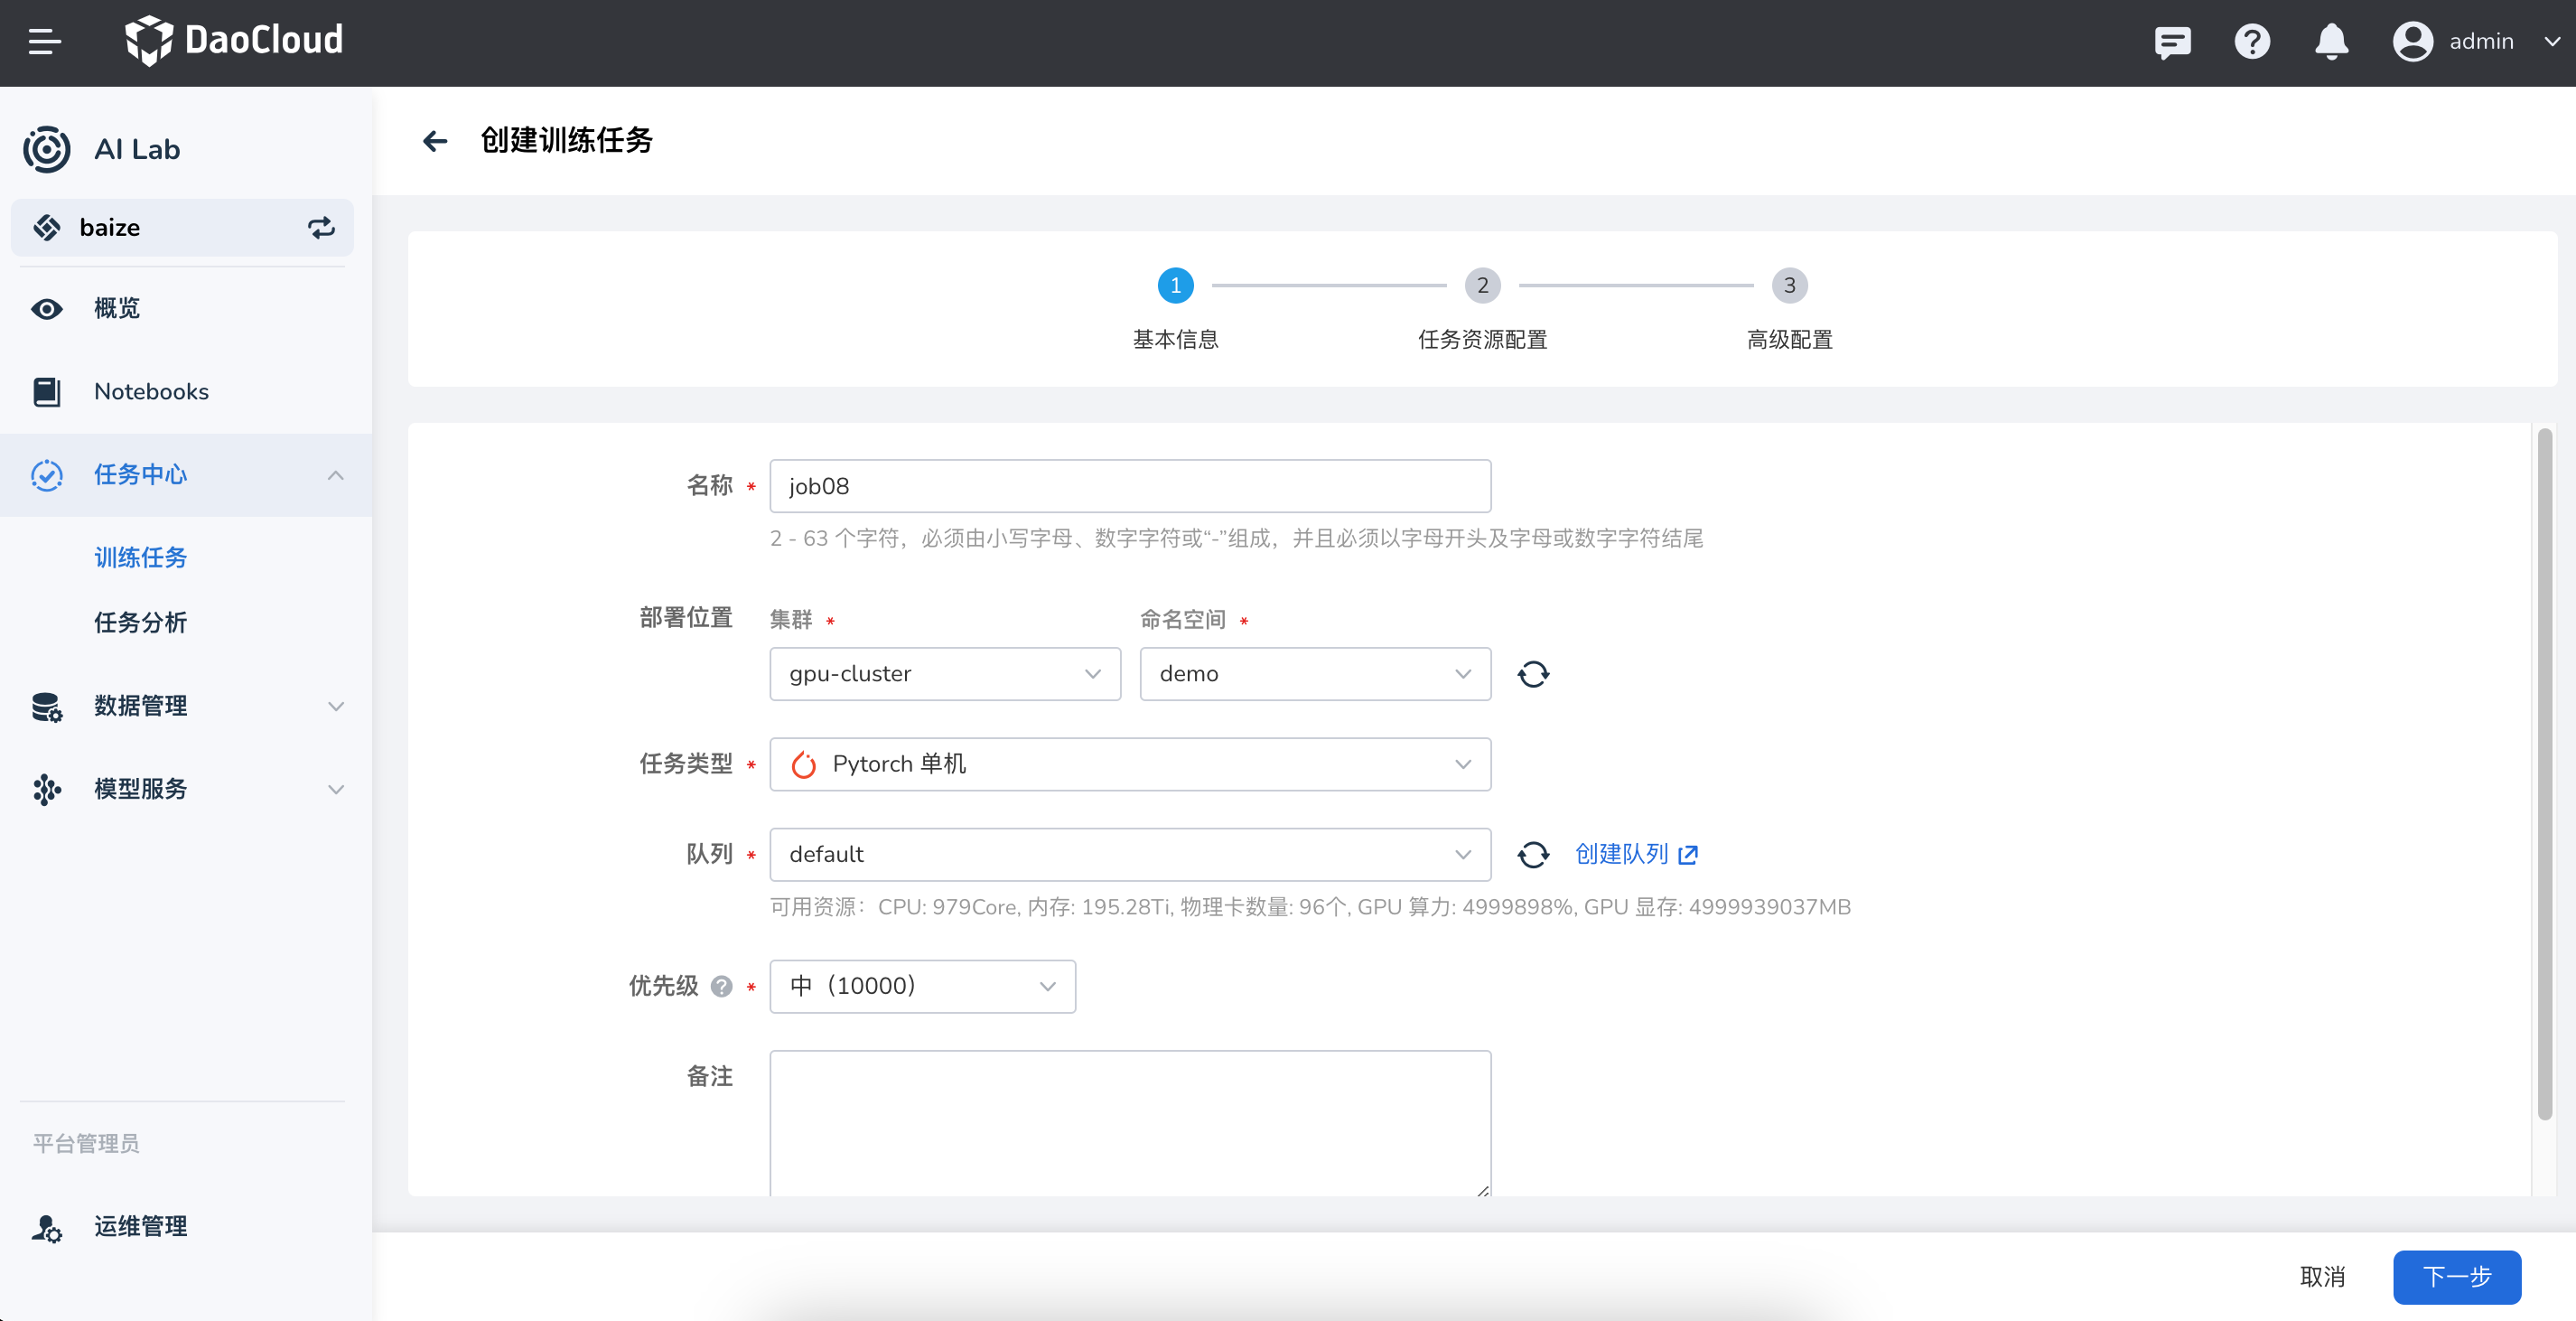 DaoCloud
admin
AI Lab
baize
概览
Notebooks
任务中心
训练任务
任务分析
数据管理
模型服务
平台管理员
运维管理
创建训练任务
1
2
3
基本信息
任务资源配置
高级配置
名称 *
job08
2 - 63 个字符，必须由小写字母、数字字符或“-”组成，并且必须以字母开头及字母或数字字符结尾
部署位置
集群 *
命名空间 *
gpu-cluster
demo
任务类型 *
Pytorch 单机
队列 *
default
创建队列
可用资源：CPU: 979Core, 内存: 195.28Ti, 物理卡数量: 96个, GPU 算力: 4999898%, GPU 显存: 4999939037MB
优先级 ? *
中（10000）
备注
取消
下一步